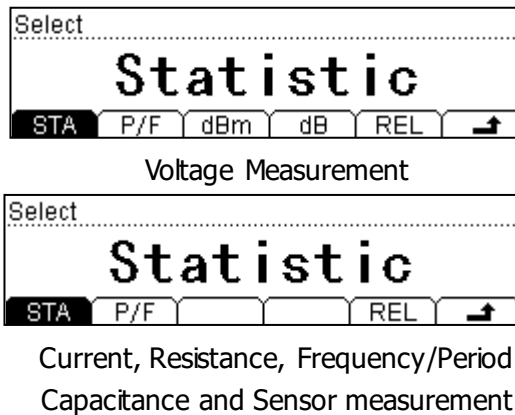 Select
Statistic
STA P/F dBm dB REL
Voltage Measurement
Select
Statistic
STA P/F REL
Current, Resistance, Frequency/Period
Capacitance and Sensor measurement